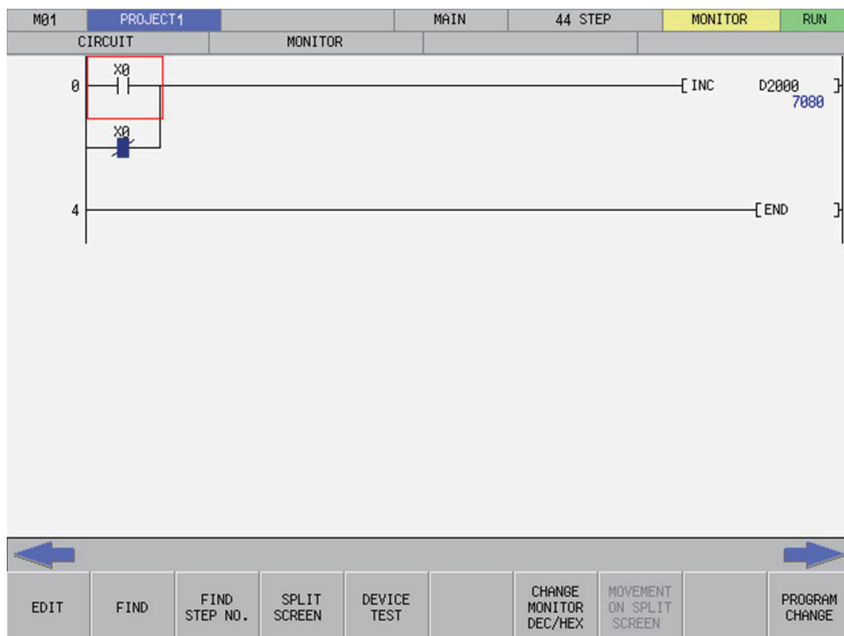 M01 PROJECT1 MAIN 44 STEP MONITOR RUN
CIRCUIT MONITOR
X0
0 INC D2000
7080
X0
4 END
EDIT
FIND
FIND
STEP NO.
SPLIT
SCREEN
DEVICE
TEST
CHANGE
MONITOR
DEC/HEX
MOVEMENT
ON SPLIT
SCREEN
PROGRAM
CHANGE